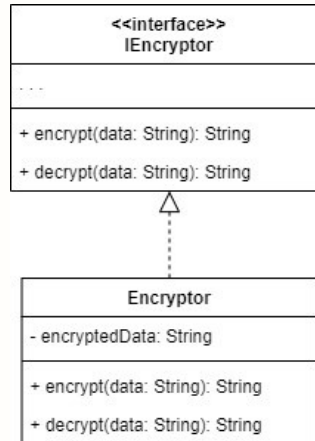 <<interface>>
IEncryptor
. . .
+ encrypt(data: String): String
+ decrypt(data: String): String
Encryptor
- encryptedData: String
+ encrypt(data: String): String
+ decrypt(data: String): String